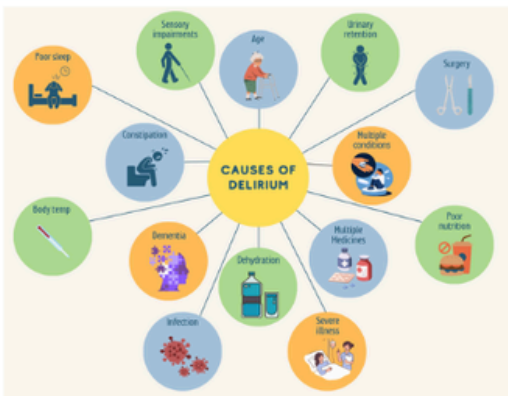 Sensory
impairments
Age
Urinary
retention
Poor sleep
Surgery
Constipation
Multiple
conditions
CAUSES OF
DELIRIUM
Body temp
Poor
nutrition
Dementia
Multiple
Medicines
Dehydration
Infection
Severe
illness